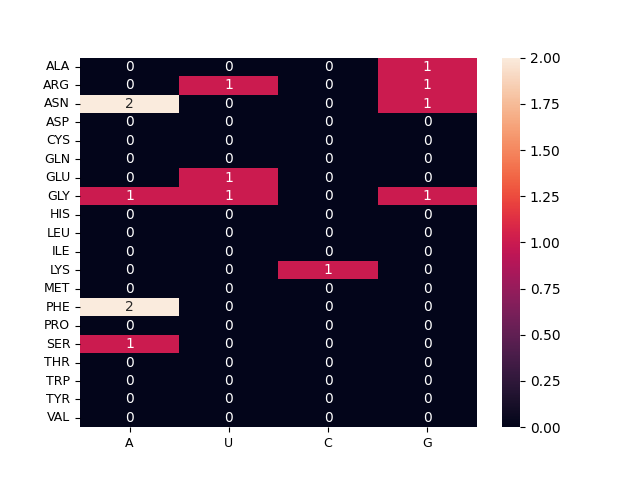 ALA 0 0 0 1
ARG 0 1 0 1
ASN 2 0 0 1
ASP 0 0 0 0
CYS 0 0 0 0
GLN 0 0 0 0
GLU 0 1 0 0
GLY 1 1 0 1
HIS 0 0 0 0
LEU 0 0 0 0
ILE 0 0 0 0
LYS 0 0 1 0
MET 0 0 0 0
PHE 2 0 0 0
PRO 0 0 0 0
SER 1 0 0 0
THR 0 0 0 0
TRP 0 0 0 0
TYR 0 0 0 0
VAL 0 0 0 0
A U C G
2.00
1.75
1.50
1.25
1.00
0.75
0.50
0.25
0.00